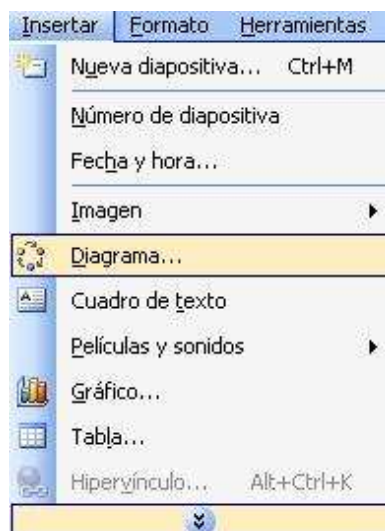 Insertar Formato Herramientas
Nueva diapositiva... Ctrl+M
Número de diapositiva
Fecha y hora...
Imagen
Diagrama...
Cuadro de texto
Películas y sonidos
Gráfico...
Tabla...
Hipervínculo... Alt+Ctrl+K